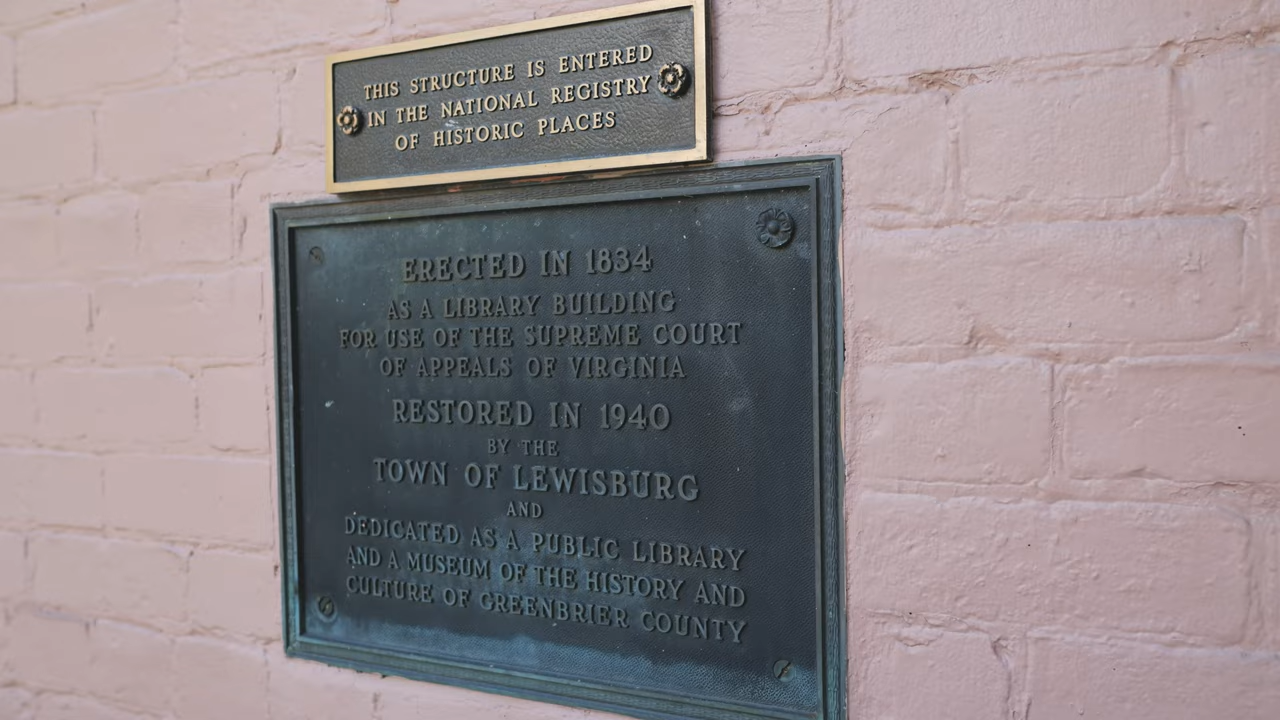 THIS STRUCTURE IS ENTERED
IN THE NATIONAL REGISTRY
OF HISTORIC PLACES
ERECTED IN 1834
AS A LIBRARY BUILDING
FOR USE OF THE SUPREME COURT
OF APPEALS OF VIRGINIA
RESTORED IN 1940
BY THE
TOWN OF LEWISBURG
AND
DEDICATED AS A PUBLIC LIBRARY
AND A MUSEUM OF THE HISTORY AND
CULTURE OF GREENBRIER COUNTY